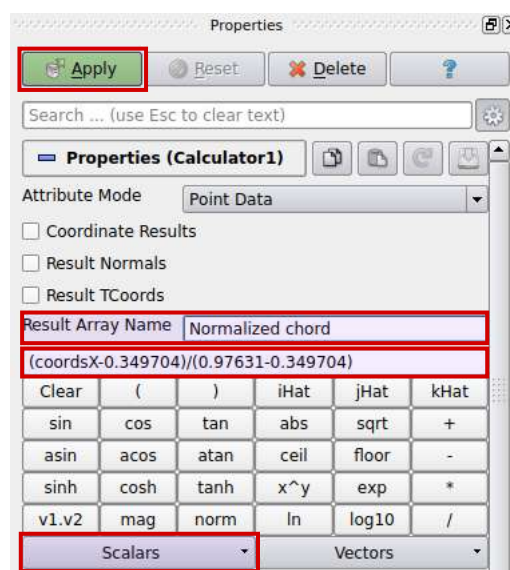 Properties
Apply Reset Delete ?
Search ... (use Esc to clear text)
Properties (Calculator1)
Attribute Mode Point Data
Coordinate Results
Result Normals
Result TCoords
Result Array Name Normalized chord
(coordsX-0.349704)/(0.97631-0.349704)
Clear ( ) iHat jHat kHat
sin cos tan abs sqrt +
asin acos atan ceil floor -
sinh cosh tanh x^y exp *
v1.v2 mag norm ln log10 /
Scalars Vectors